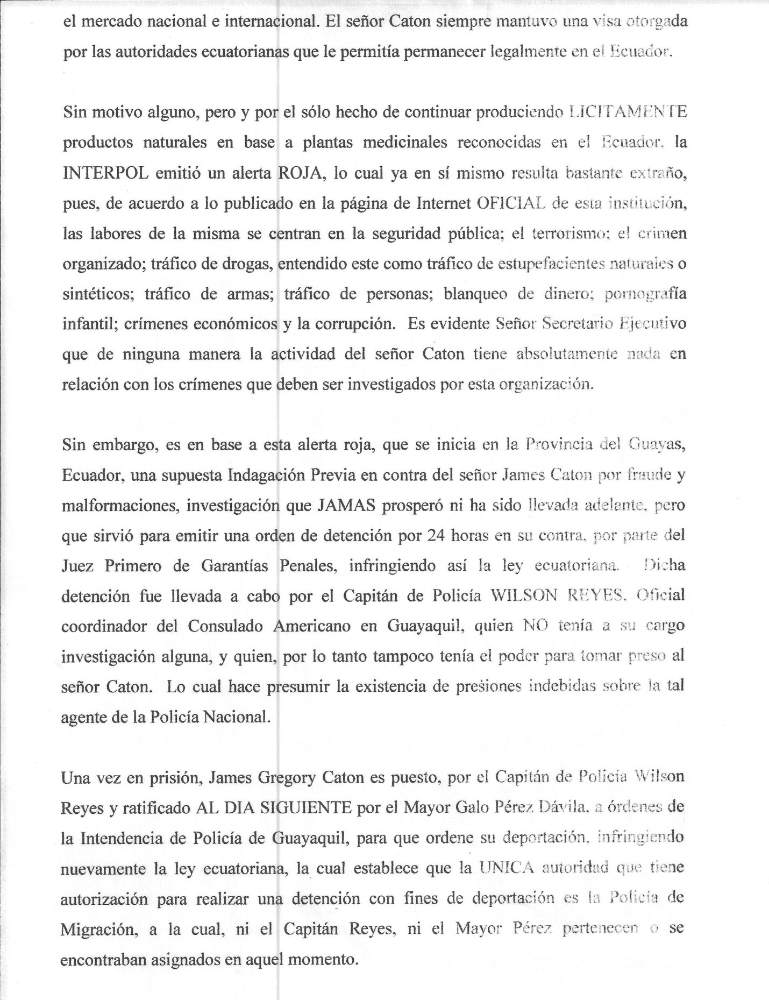 el mercado nacional e internacional. El señor Caton siempre mantuvo una visa otorgada
por las autoridades ecuatorianas que le permitía permanecer legalmente en el Ecuador.
Sin motivo alguno, pero y por el sólo hecho de continuar produciendo LICITAMENTE
productos naturales en base a plantas medicinales reconocidas en el Ecuador, la
INTERPOL emitió un alerta ROJA, lo cual ya en sí mismo resulta bastante extraño,
pues, de acuerdo a lo publicado en la página de Internet OFICIAL de esta institución,
las labores de la misma se centran en la seguridad pública; el terrorismo; el crimen
organizado; tráfico de drogas, entendido este como tráfico de estupefacientes naturales o
sintéticos; tráfico de armas; tráfico de personas; blanqueo de dinero; pornografía
infantil; crímenes económicos y la corrupción. Es evidente Señor Secretario Ejecutivo
que de ninguna manera la actividad del señor Caton tiene absolutamente nada en
relación con los crímenes que deben ser investigados por esta organización.
Sin embargo, es en base a esta alerta roja, que se inicia en la Provincia del Guayas,
Ecuador, una supuesta Indagación Previa en contra del señor James Caton por fraude y
malformaciones, investigación que JAMAS prosperó ni ha sido llevada adelante, pero
que sirvió para emitir una orden de detención por 24 horas en su contra, por parte del
Juez Primero de Garantías Penales, infringiendo así la ley ecuatoriana. Dicha
detención fue llevada a cabo por el Capitán de Policía WILSON REYES, Oficial
coordinador del Consulado Americano en Guayaquil, quien NO tenía a su cargo
investigación alguna, y quien, por lo tanto tampoco tenía el poder para tomar preso al
señor Caton. Lo cual hace presumir la existencia de presiones indebidas sobre la tal
agente de la Policía Nacional.
Una vez en prisión, James Gregory Caton es puesto, por el Capitán de Policía Wilson
Reyes y ratificado AL DIA SIGUIENTE por el Mayor Galo Pérez Dávila, a órdenes de
la Intendencia de Policía de Guayaquil, para que ordene su deportación, infringiendo
nuevamente la ley ecuatoriana, la cual establece que la UNICA autoridad que tiene
autorización para realizar una detención con fines de deportación es la Policía de
Migración, a la cual, ni el Capitán Reyes, ni el Mayor Pérez pertenecen o se
encontraban asignados en aquel momento.